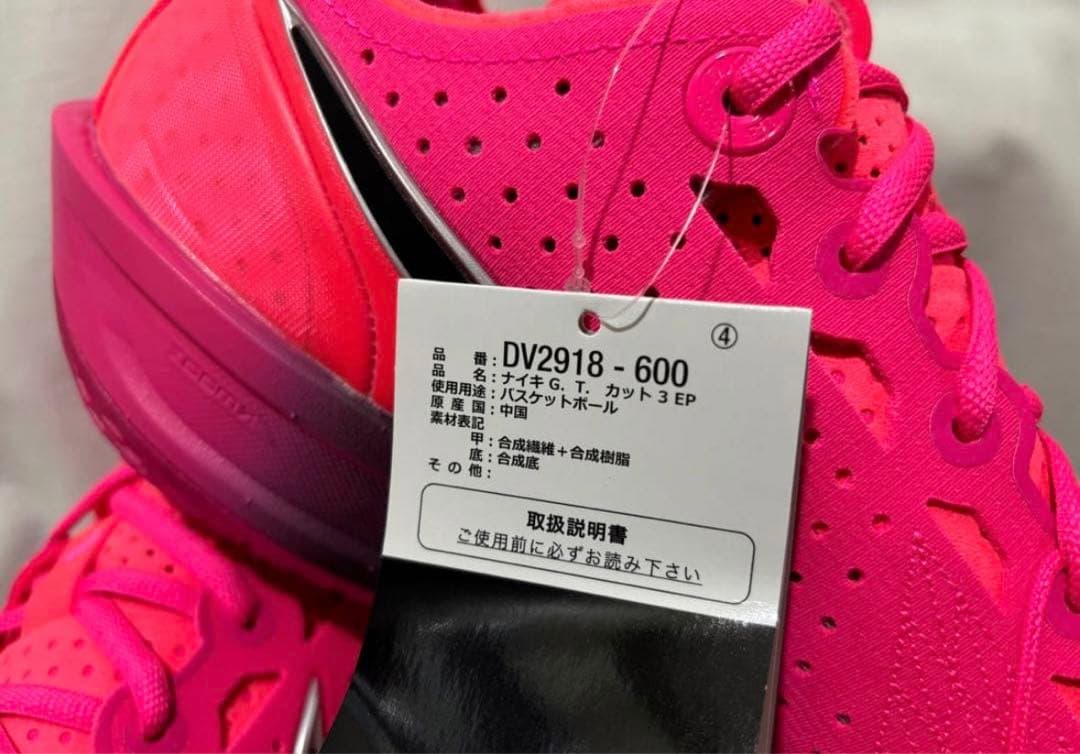 ④
品番：DV2918 - 600
品名：ナイキ G. T. カット 3 EP
使用用途：バスケットボール
原産国：中国
素材表記
甲：合成繊維＋合成樹脂
底：合成底
その他：
取扱説明書
ご使用前に必ずお読み下さい